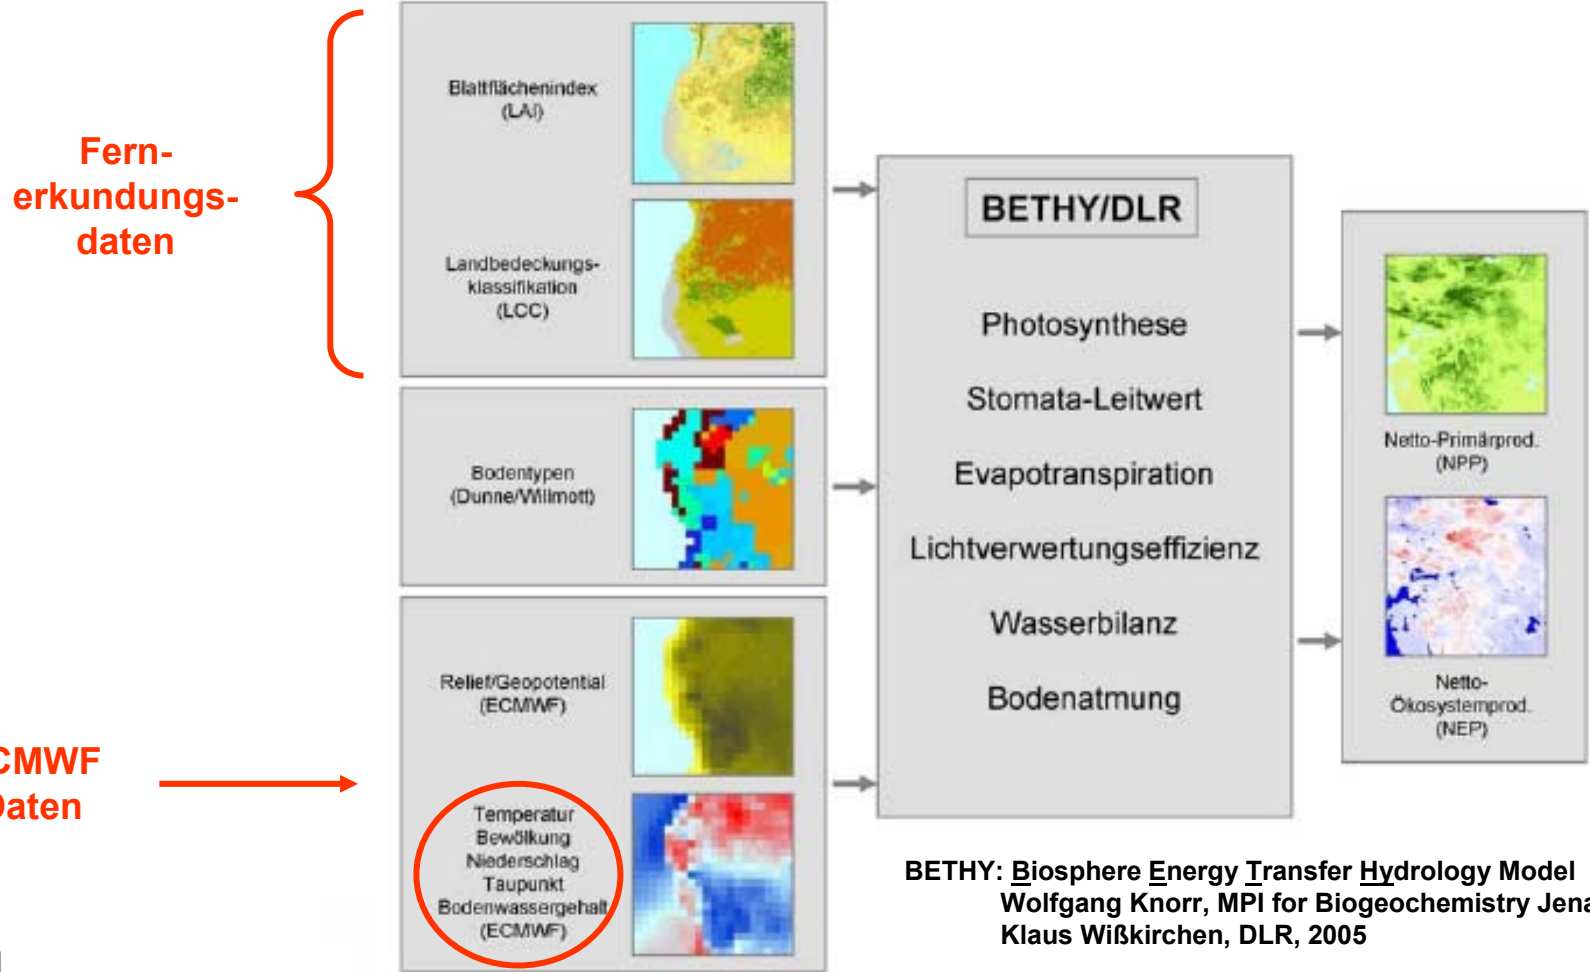 Fern-
erkundungs-
daten
Blattflächenindex
(LAI)
Landbedeckungs-
klassifikation
(LCC)
Bodentypen
(Dunne/Willmott)
Relief/Geopotential
(ECMWF)
CMWF
Daten
Temperatur
Bewölkung
Niederschlag
Taupunkt
Bodenwassergehalt
(ECMWF)
BETHY/DLR
Photosynthese
Stomata-Leitwert
Evapotranspiration
Lichtverwertungseffizienz
Wasserbilanz
Bodenatmung
Netto-Primärprod.
(NPP)
Netto-
Ökosystemprod.
(NEP)
BETHY: Biosphere Energy Transfer Hydrology Model
Wolfgang Knorr, MPI for Biogeochemistry Jena
Klaus Wißkirchen, DLR, 2005